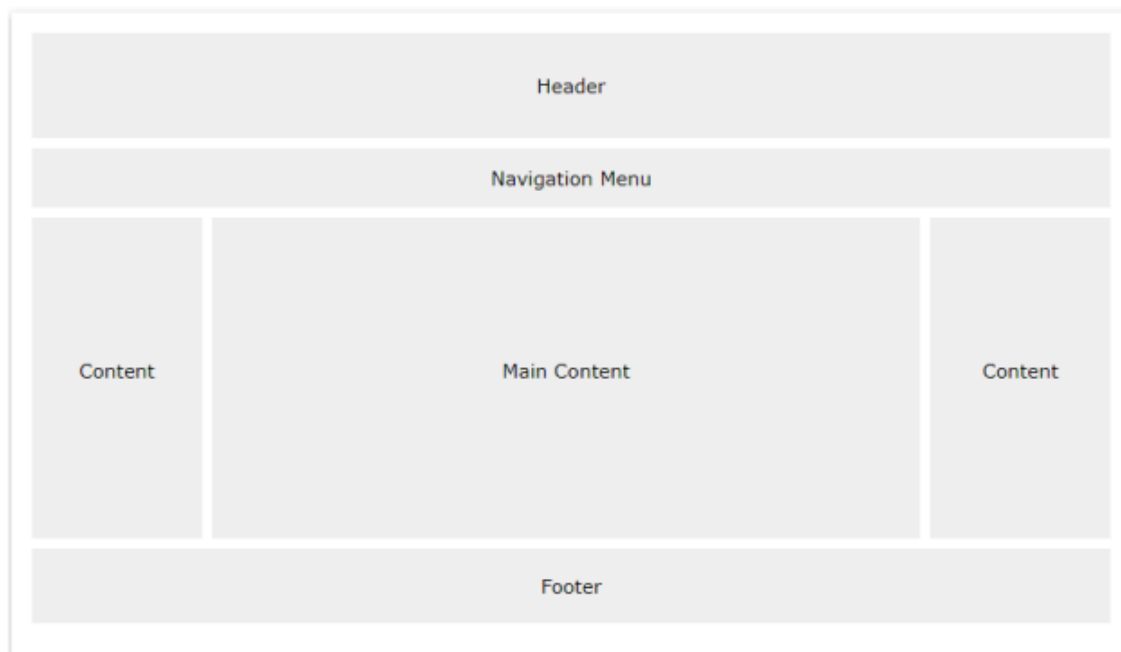 Header
Navigation Menu
Content
Main Content
Content
Footer